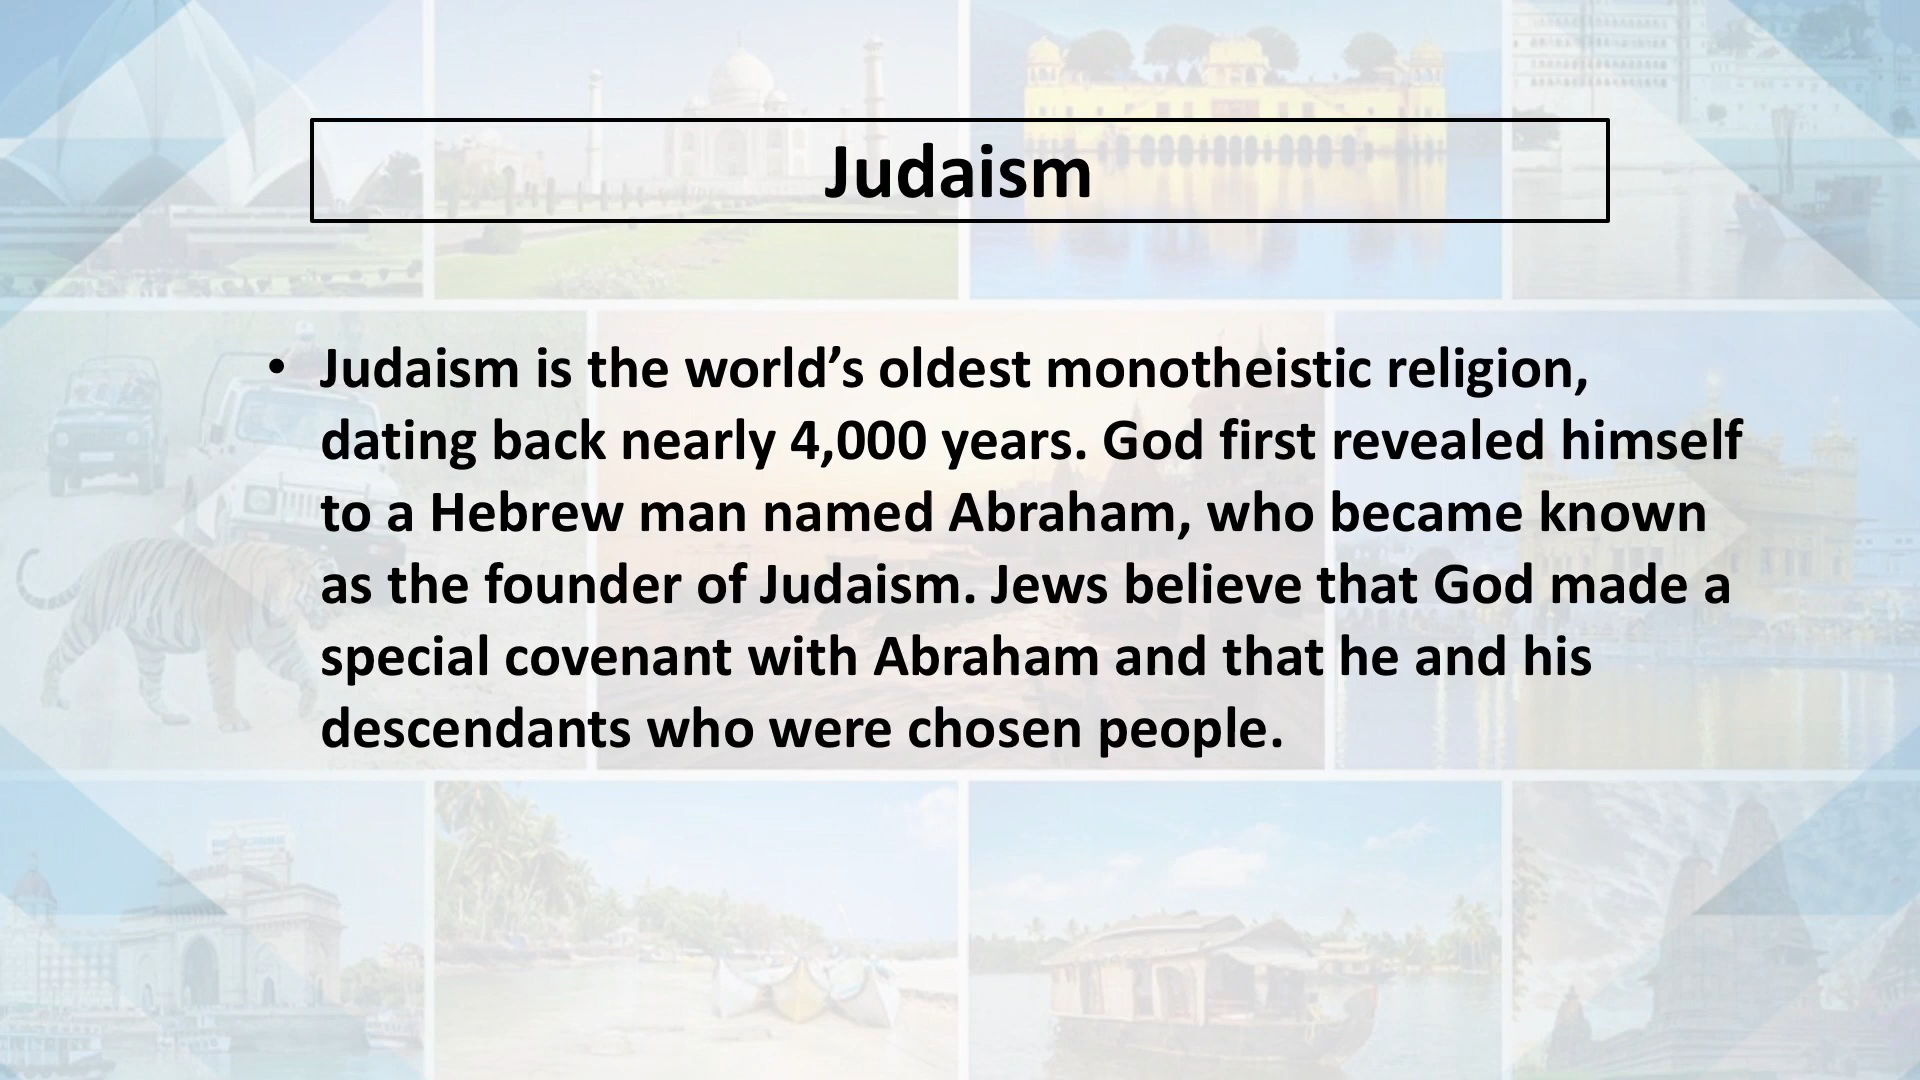 Judaism
• Judaism is the world’s oldest monotheistic religion,
dating back nearly 4,000 years. God first revealed himself
to a Hebrew man named Abraham, who became known
as the founder of Judaism. Jews believe that God made a
special covenant with Abraham and that he and his
descendants who were chosen people.